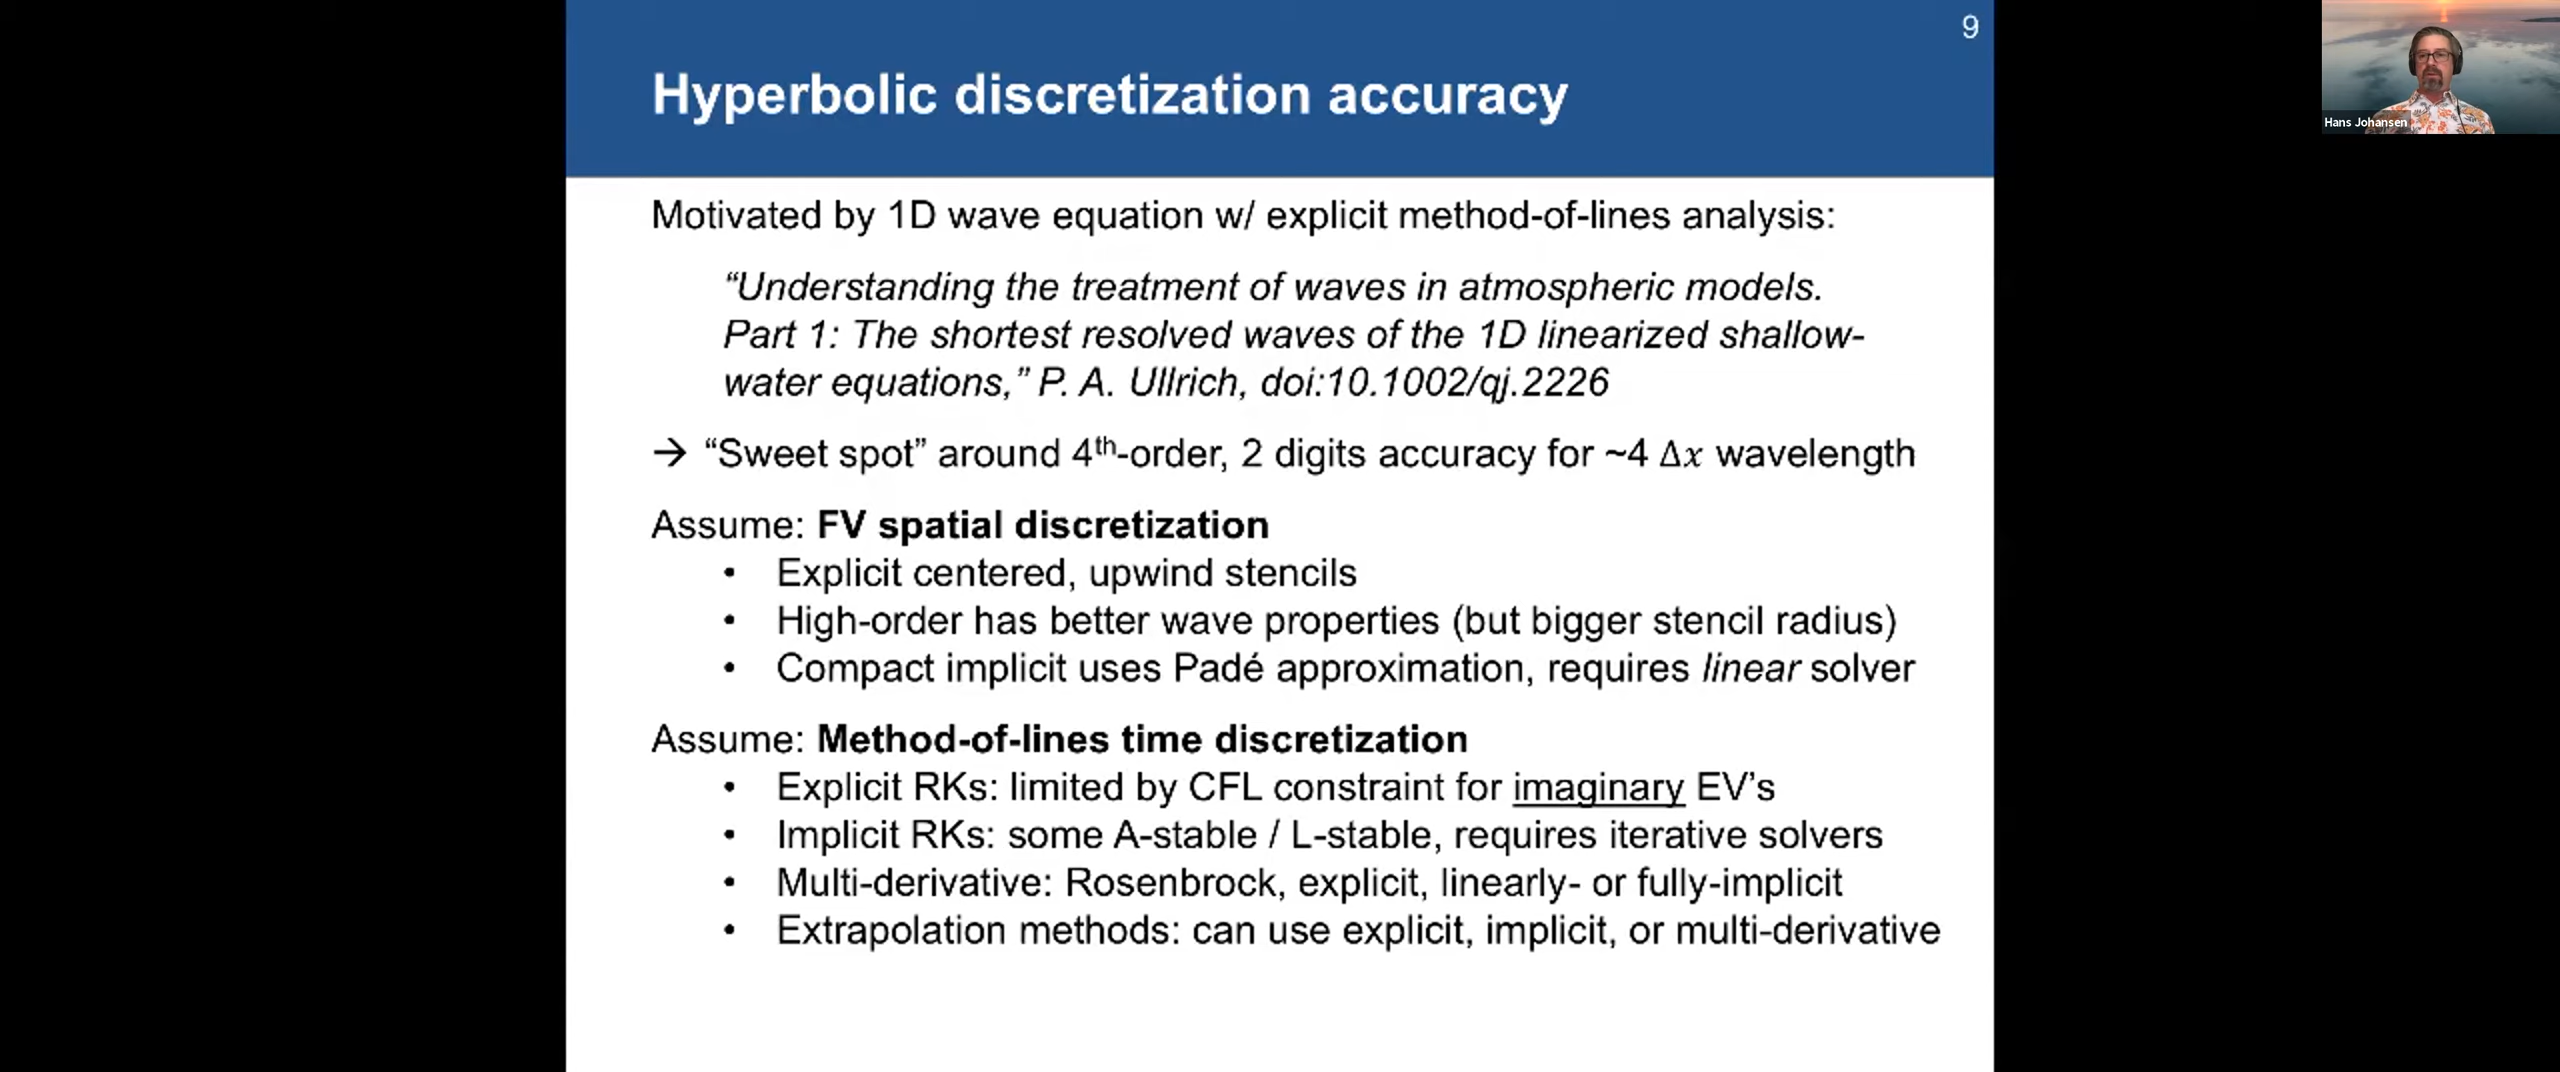 9
Hyperbolic discretization accuracy
Hans Johansen
Motivated by 1D wave equation w/ explicit method-of-lines analysis:
“Understanding the treatment of waves in atmospheric models.
Part 1: The shortest resolved waves of the 1D linearized shallow-
water equations,” P. A. Ullrich, doi:10.1002/qj.2226
→ “Sweet spot” around 4th-order, 2 digits accuracy for ~4 Δx wavelength
Assume: FV spatial discretization
• Explicit centered, upwind stencils
• High-order has better wave properties (but bigger stencil radius)
• Compact implicit uses Padé approximation, requires linear solver
Assume: Method-of-lines time discretization
• Explicit RKs: limited by CFL constraint for imaginary EV’s
• Implicit RKs: some A-stable / L-stable, requires iterative solvers
• Multi-derivative: Rosenbrock, explicit, linearly- or fully-implicit
• Extrapolation methods: can use explicit, implicit, or multi-derivative